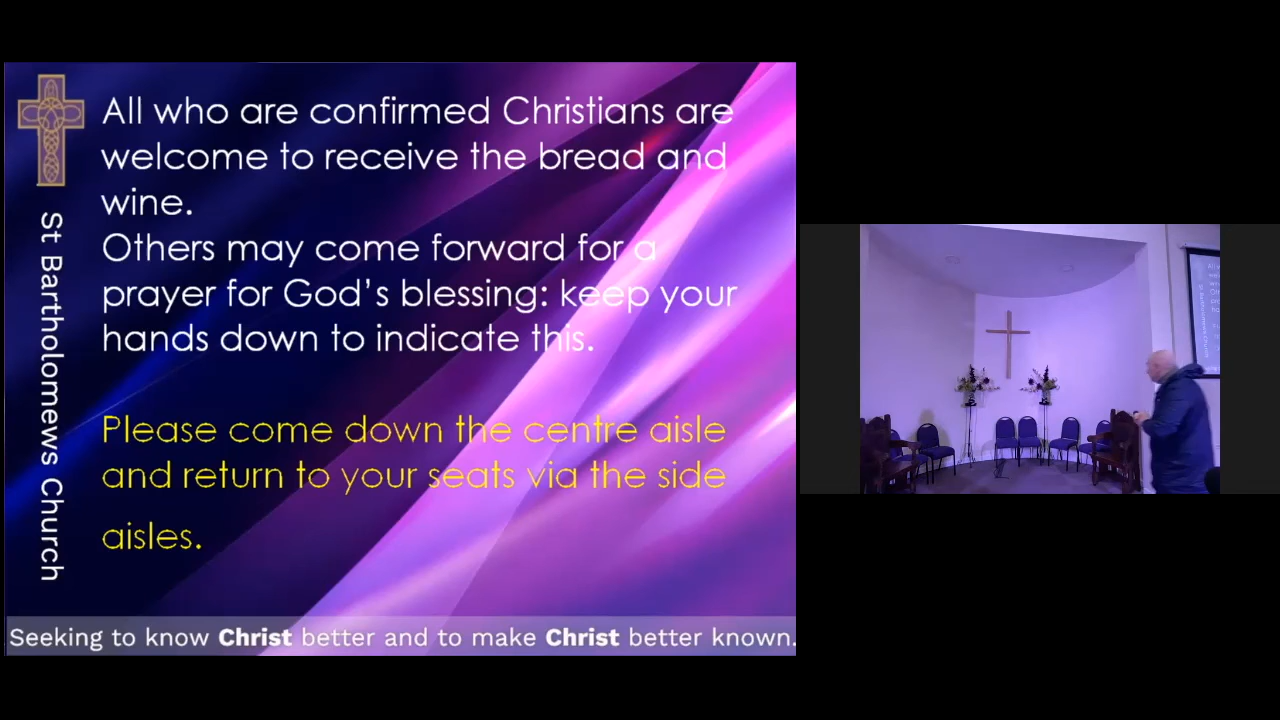 All who are confirmed Christians are
welcome to receive the bread and
wine.
Others may come forward for a
prayer for God's blessing: keep your
hands down to indicate this.
Please come down the centre aisle
and return to your seats via the side
aisles.
St Bartholomews Church
Seeking to know Christ better and to make Christ better known.